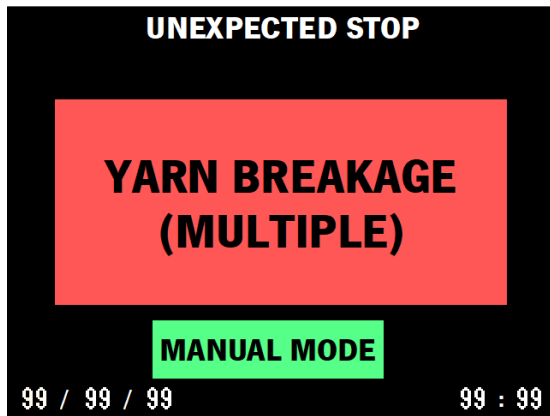 UNEXPECTED STOP
YARN BREAKAGE
(MULTIPLE)
MANUAL MODE
99 / 99 / 99 99 : 99